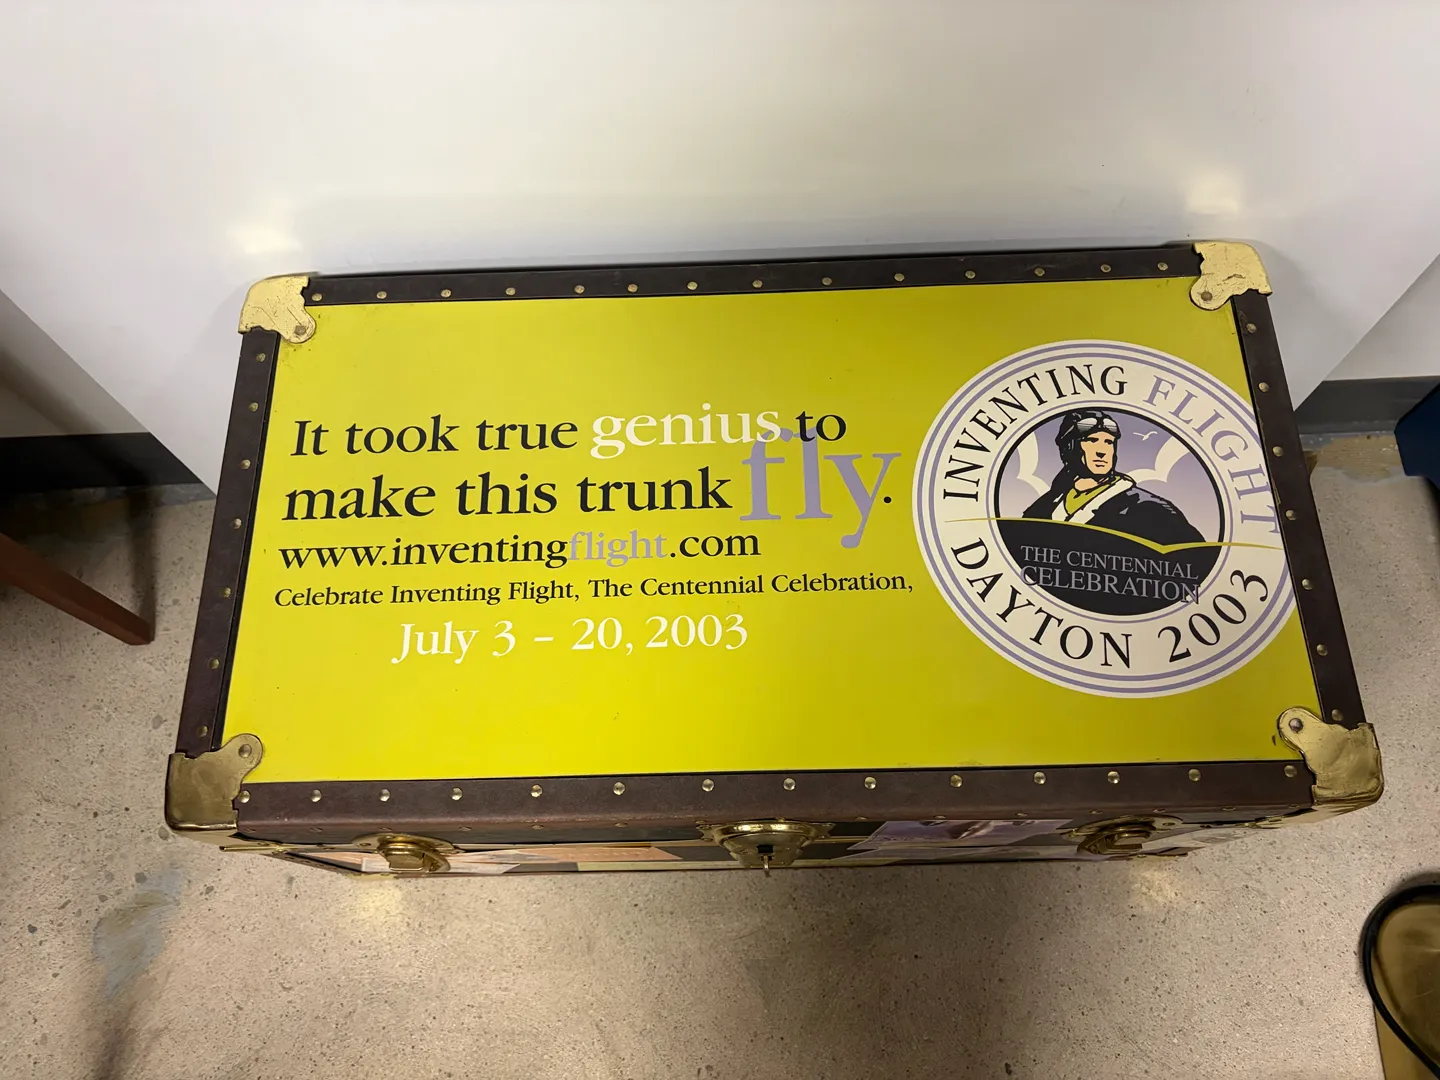 It took true genius to
make this trunk fly.
www.inventingflight.com
Celebrate Inventing Flight, The Centennial Celebration,
July 3 – 20, 2003
INVENTING FLIGHT
THE CENTENNIAL
CELEBRATION
DAYTON 2003